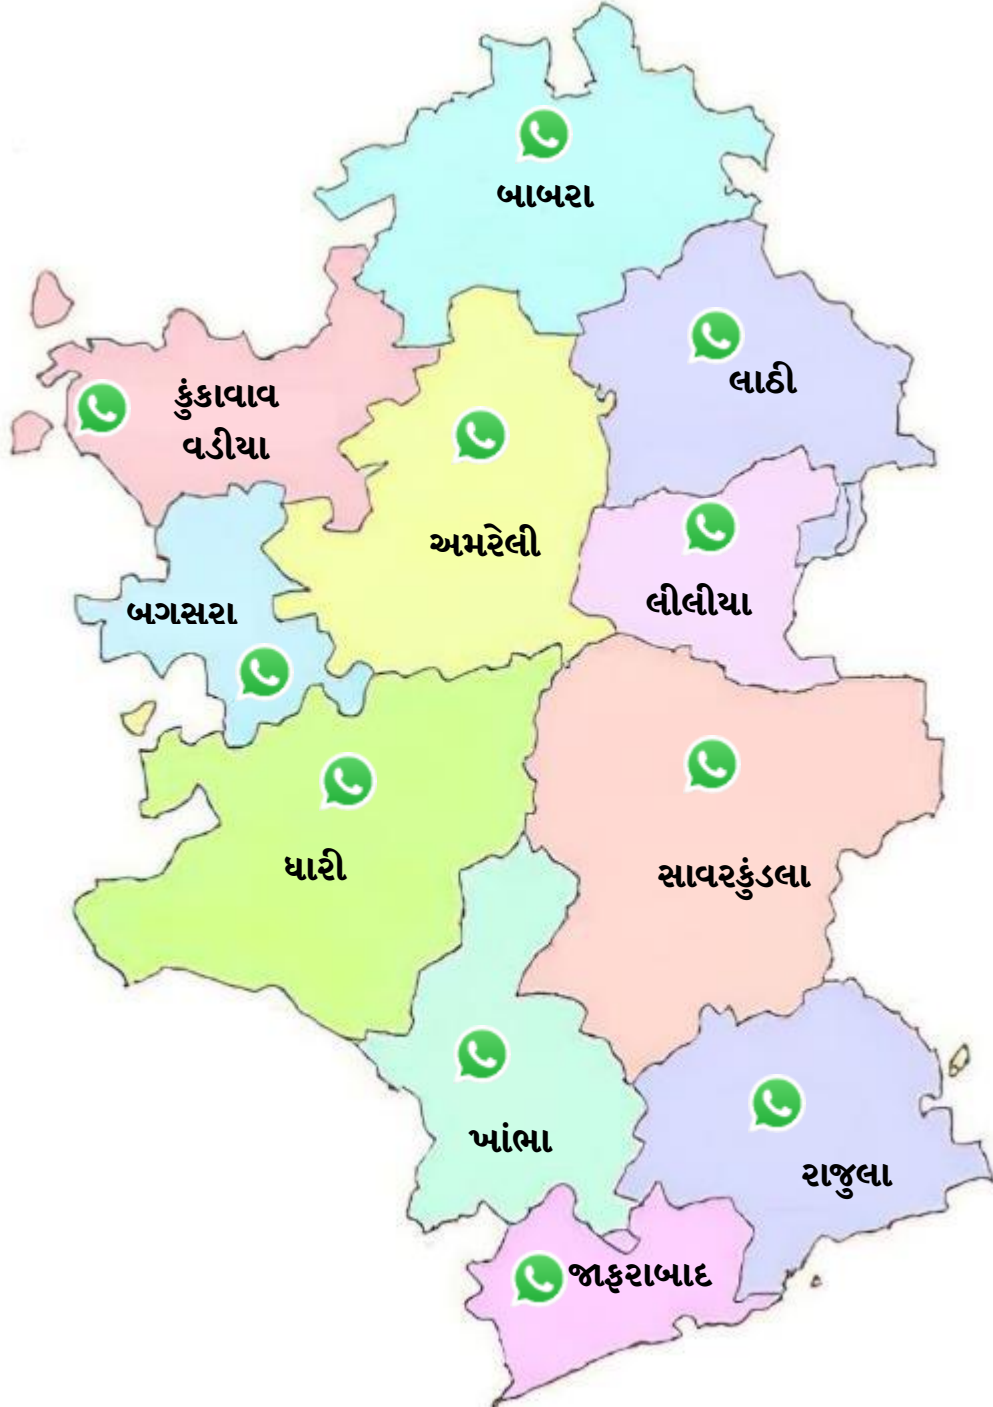 બાબરા
લાઠી
કુંકાવાવ
વડીયા
અમરેલી
લીલીયા
બગસરા
ધારી
સાવરકુંડલા
ખાંભા
રાજુલા
જાફરાબાદ